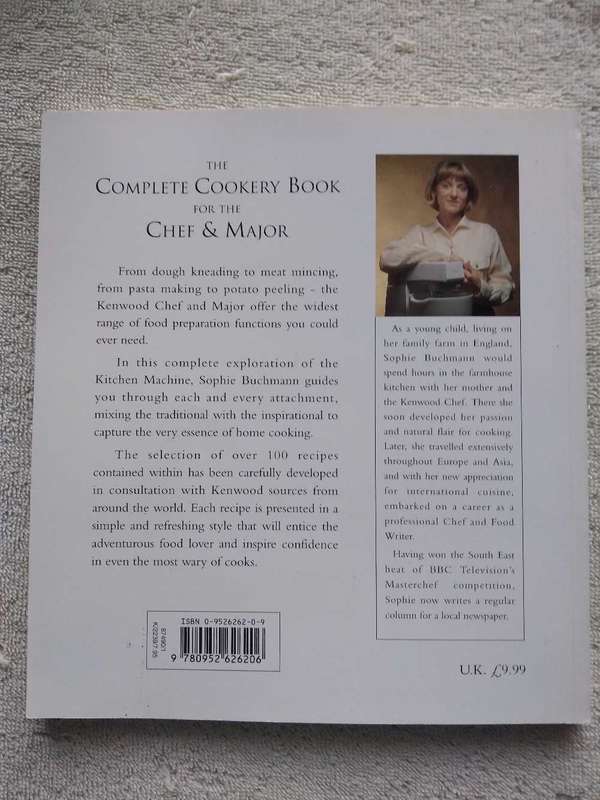 THE
COMPLETE COOKERY BOOK
FOR THE
CHEF & MAJOR
From dough kneading to meat mincing,
from pasta making to potato peeling - the
Kenwood Chef and Major offer the widest
range of food preparation functions you could
ever need.
In this complete exploration of the
Kitchen Machine, Sophie Buchmann guides
you through each and every attachment,
mixing the traditional with the inspirational to
capture the very essence of home cooking.
The selection of over 100 recipes
contained within has been carefully developed
in consultation with Kenwood sources from
around the world. Each recipe is presented in a
simple and refreshing style that will entice the
adventurous food lover and inspire confidence
in even the most wary of cooks.
As a young child, living on
her family farm in England,
Sophie Buchmann would
spend hours in the farmhouse
kitchen with her mother and
the Kenwood Chef. There she
soon developed her passion
and natural flair for cooking.
Later, she travelled extensively
throughout Europe and Asia,
and with her new appreciation
for international cuisine,
embarked on a career as a
professional Chef and Food
Writer.
Having won the South East
heat of BBC Television's
Masterchef competition,
Sophie now writes a regular
column for a local newspaper.
ISBN 0-9526262-0-9
9 780952 626206
U.K. £9.99